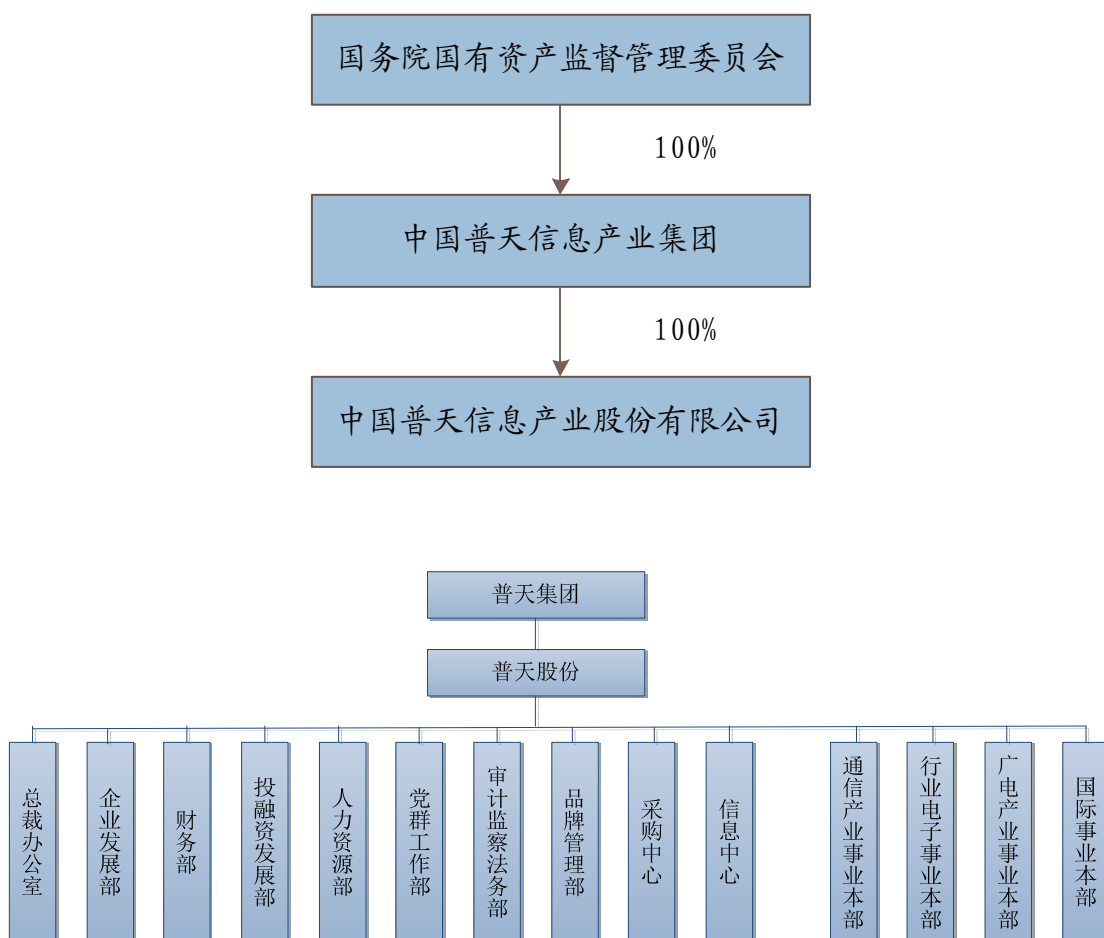 国务院国有资产监督管理委员会
100%
中国普天信息产业集团
100%
中国普天信息产业股份有限公司
普天集团
普天股份
总裁办公室
企业发展部
财务部
投融资发展部
人力资源部
党群工作部
审计监察法务部
品牌管理部
采购中心
信息中心
通信产业事业本部
行业电子事业本部
广电产业事业本部
国际事业本部